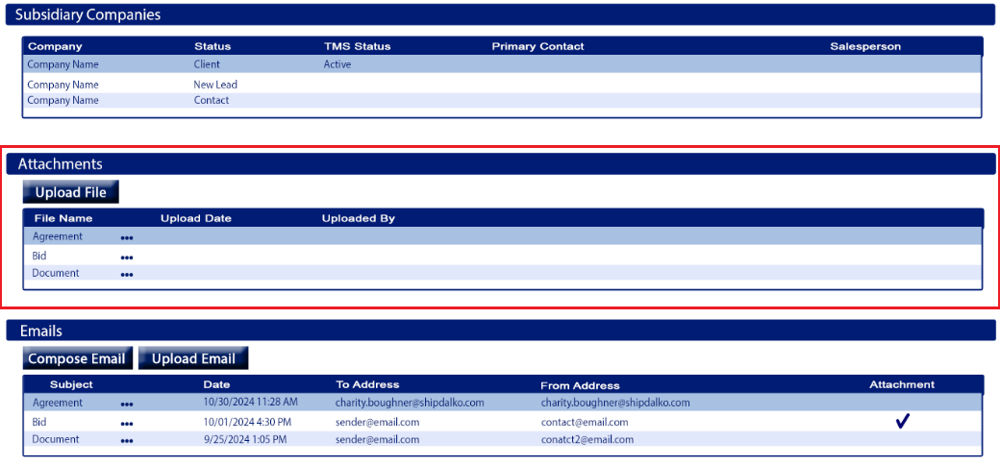 Subsidiary Companies
Company Status TMS Status Primary Contact Salesperson
Company Name Client Active
Company Name New Lead
Company Name Contact
Attachments
Upload File
File Name Upload Date Uploaded By
Agreement •••
Bid •••
Document •••
Emails
Compose Email Upload Email
Subject Date To Address From Address Attachment
Agreement ••• 10/30/2024 11:28 AM charity.boughner@shipdalko.com charity.boughner@shipdalko.com
Bid ••• 10/01/2024 4:30 PM sender@email.com contact@email.com ✓
Document ••• 9/25/2024 1:05 PM sender@email.com conatct2@email.com